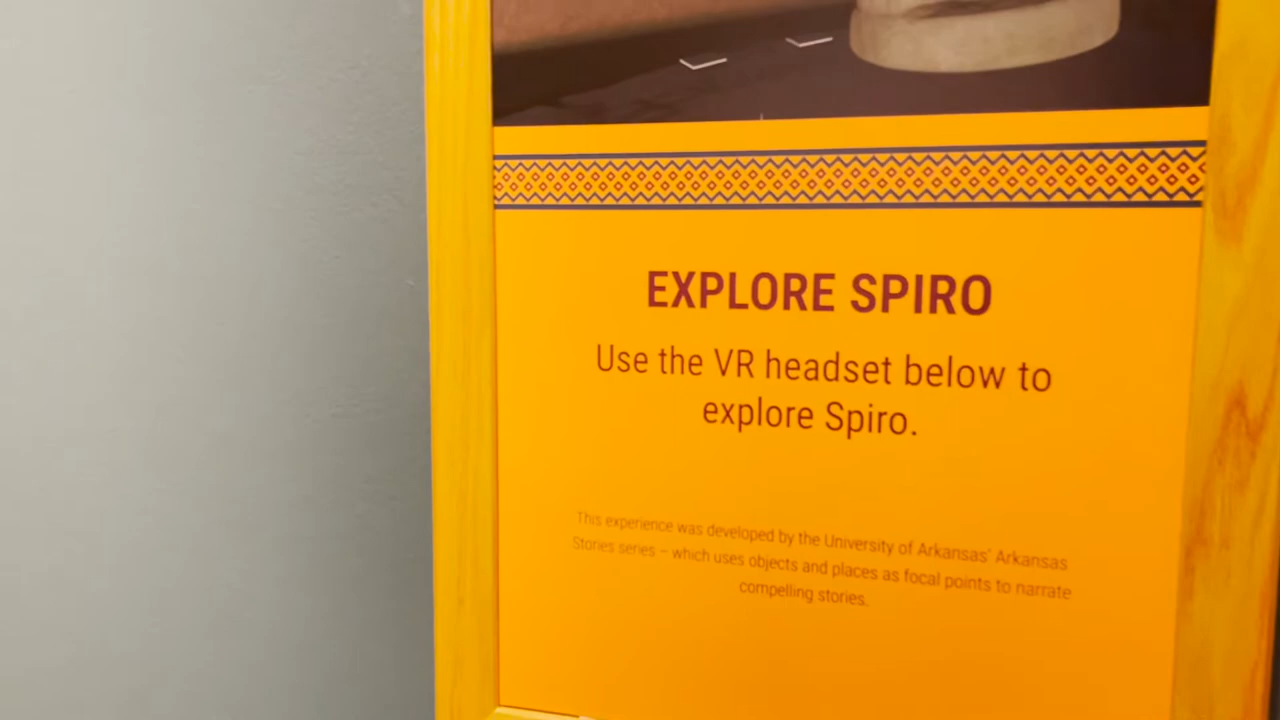 EXPLORE SPIRO
Use the VR headset below to
explore Spiro.
This experience was developed by the University of Arkansas' Arkansas
Stories series – which uses objects and places as focal points to narrate
compelling stories.